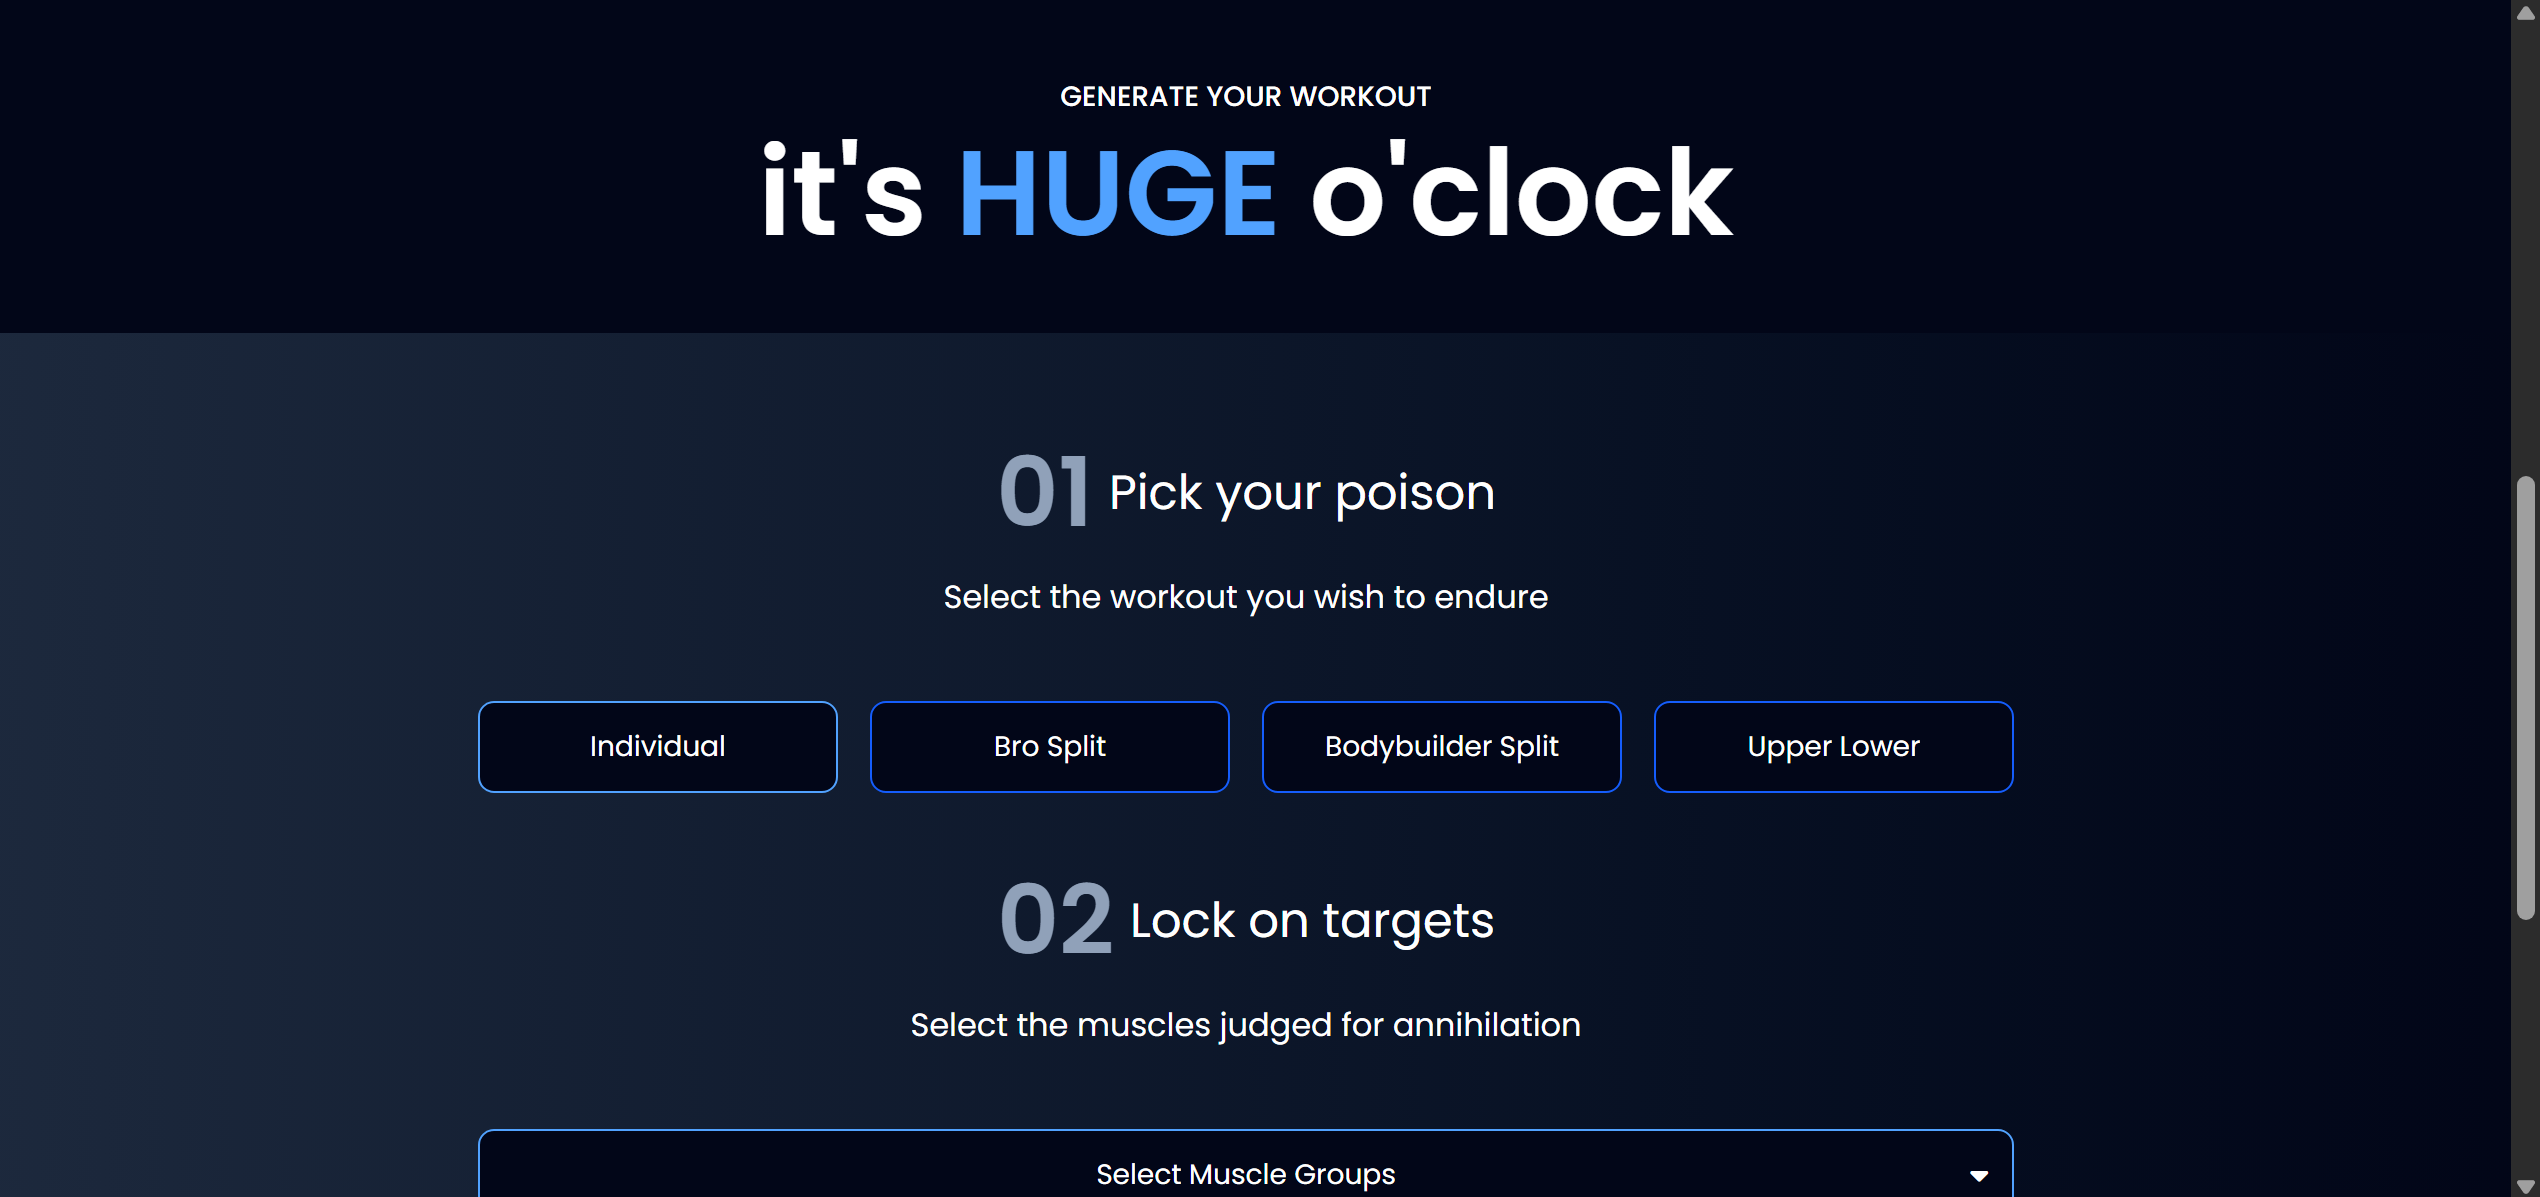 GENERATE YOUR WORKOUT
it's HUGE o'clock
01 Pick your poison
Select the workout you wish to endure
Individual
Bro Split
Bodybuilder Split
Upper Lower
02 Lock on targets
Select the muscles judged for annihilation
Select Muscle Groups